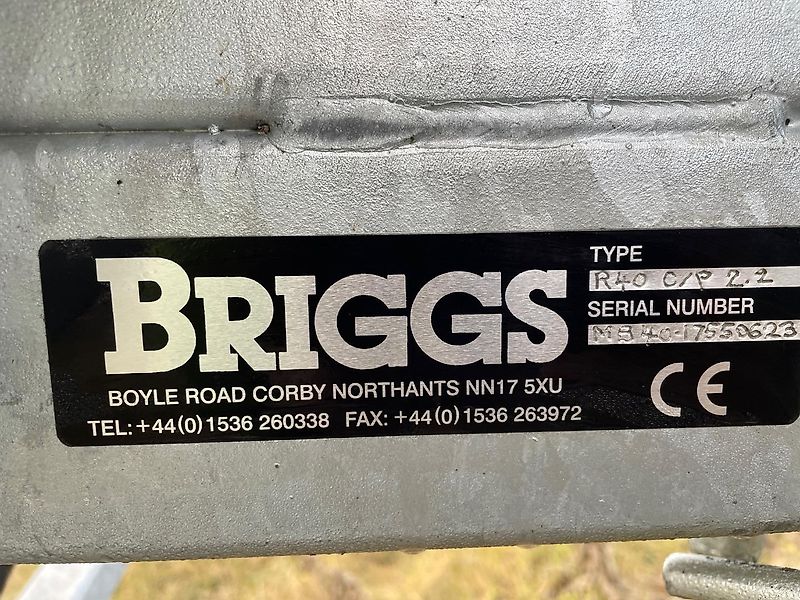 BRIGGS
BOYLE ROAD CORBY NORTHANTS NN17 5XU
TEL: +44(0)1536 260338 FAX: +44(0)1536 263972
TYPE
R40 C/P 2.2
SERIAL NUMBER
CE